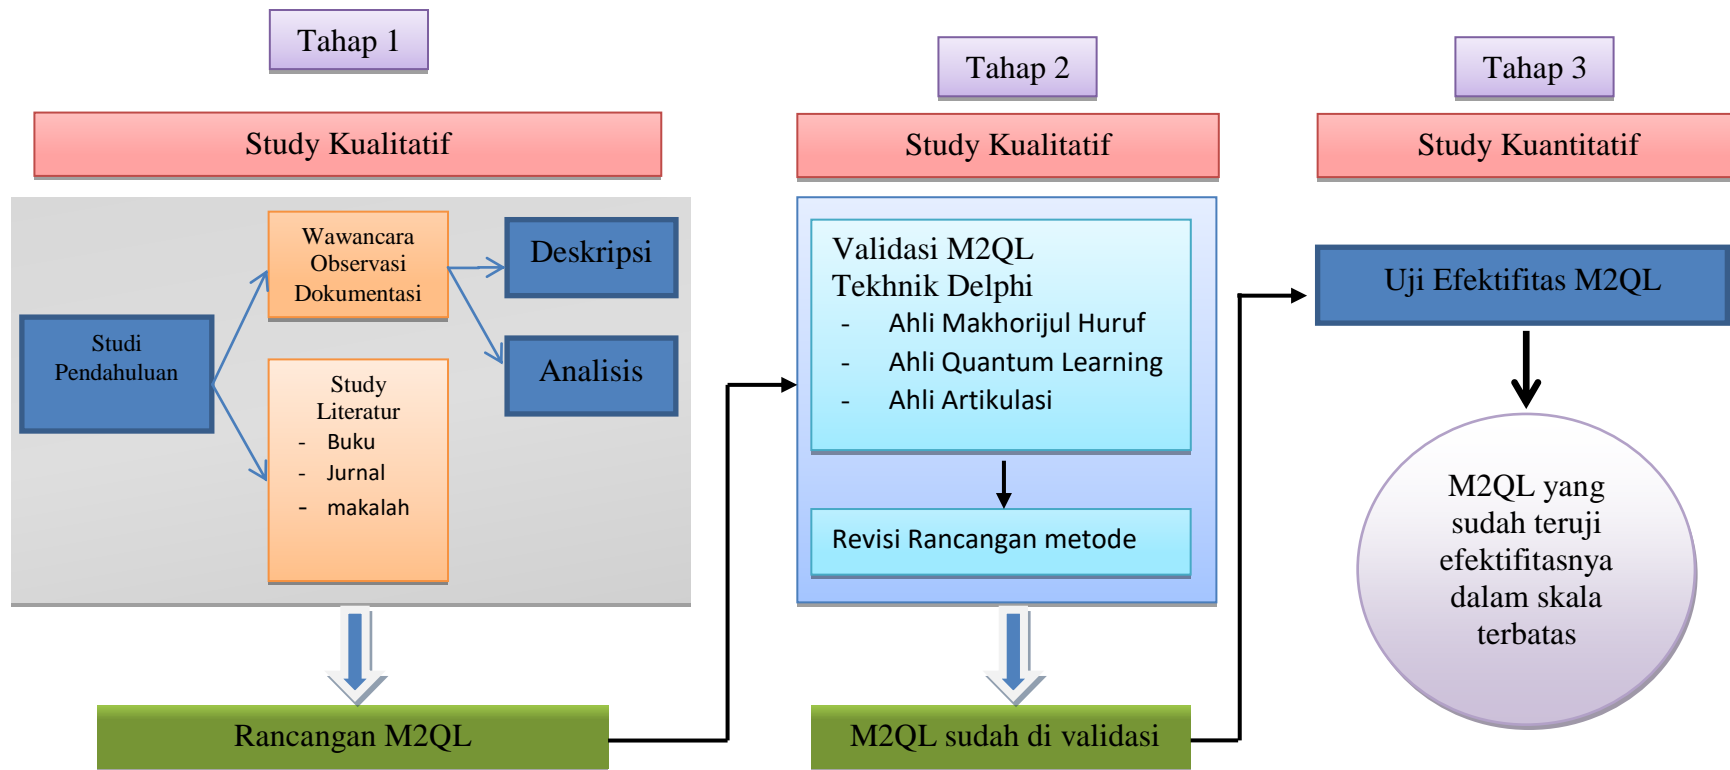 Tahap 1
Study Kualitatif
Studi
Pendahuluan
Wawancara
Observasi
Dokumentasi
Study
Literatur
- Buku
- Jurnal
- makalah
Deskripsi
Analisis
Rancangan M2QL
Tahap 2
Study Kualitatif
Validasi M2QL
Tekhnik Delphi
- Ahli Makhorijul Huruf
- Ahli Quantum Learning
- Ahli Artikulasi
Revisi Rancangan metode
M2QL sudah di validasi
Tahap 3
Study Kuantitatif
Uji Efektifitas M2QL
M2QL yang
sudah teruji
efektifitasnya
dalam skala
terbatas